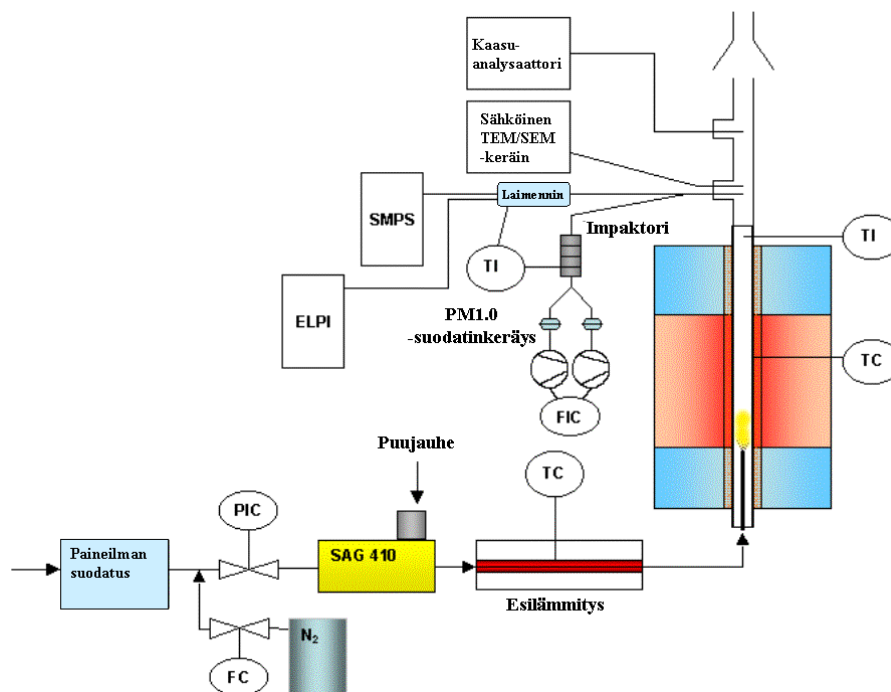 Kaasu-
analysaattori
Sähköinen
TEM/SEM
-keräin
Laimennin
SMPS
Impaktori
TI
TI
ELPI
PM1.0
-suodatinkeräys
TC
FIC
Puujauhe
TC
PIC
Paineilman
suodatus
SAG 410
Esilämmitys
N₂
FC